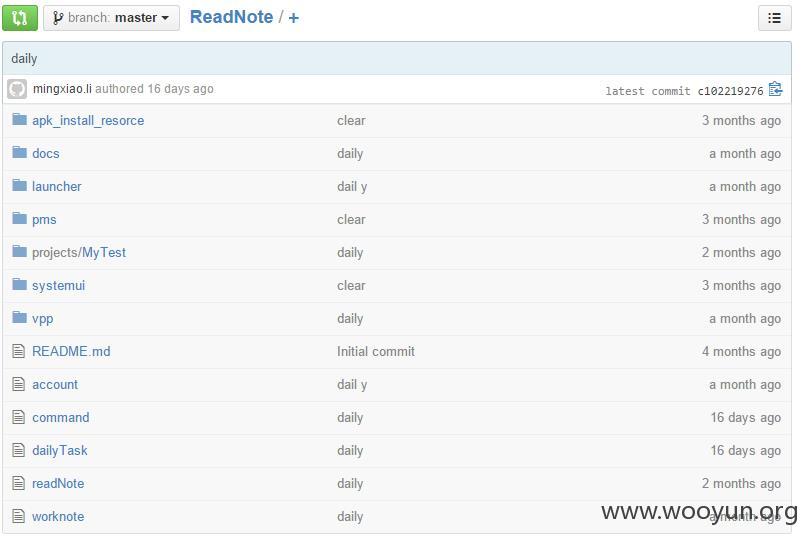 branch: master ReadNote / +
daily
mingxiao.li authored 16 days ago latest commit c102219276
apk_install_resorce clear 3 months ago
docs daily a month ago
launcher dail y a month ago
pms clear 3 months ago
projects/MyTest daily 2 months ago
systemui clear 3 months ago
vpp daily a month ago
README.md Initial commit 4 months ago
account dail y a month ago
command daily 16 days ago
dailyTask daily 16 days ago
readNote daily 2 months ago
worknote daily a month ago
www.wooyun.org